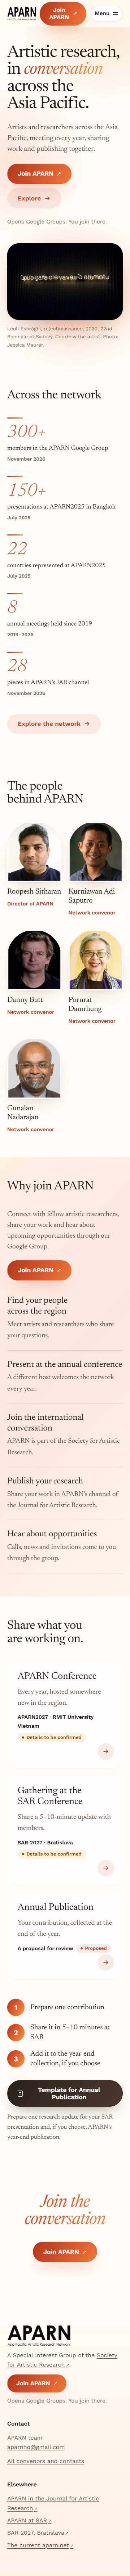 APARN
Join
APARN ↗
Menu
Artistic research,
in conversation
across the
Asia Pacific.
Artists and researchers across the Asia
Pacific, meeting every year, sharing
work and publishing together.
Join APARN ↗
Explore →
Opens Google Groups. You join there.
2020, 22nd
Biennale of Sydney. Courtesy the artist. Photo:
Jessica Maurer.
Across the network
300+
members in the APARN Google Group
November 2026
150+
presentations at APARN2025 in Bangkok
July 2025
22
countries represented at APARN2025
July 2025
8
annual meetings held since 2019
2019–2026
28
pieces in APARN's JAR channel
November 2026
Explore the network →
The people
behind APARN
Roopesh Sitharan
Director of APARN
Kurniawan Adi
Saputro
Network convenor
Danny Butt
Network convenor
Pornrat
Damrhung
Network convenor
Gunalan
Nadarajan
Network convenor
Why join APARN
Connect with fellow artistic researchers,
share your work and hear about
upcoming opportunities through our
Google Group.
Join APARN ↗
Find your people
across the region
Meet artists and researchers who share
your questions.
Present at the annual conference
A different host welcomes the network
every year.
Join the international
conversation
APARN is part of the Society for Artistic
Research.
Publish your research
Share your work in APARN's channel of
the Journal for Artistic Research.
Hear about opportunities
Calls, news and invitations come to you
through the group.
Share what you
are working on.
APARN Conference
Every year, hosted somewhere
new in the region.
APARN2027 · RMIT University
Vietnam
Details to be confirmed
→
Gathering at the
SAR Conference
Share a 5–10-minute update with
members.
SAR 2027 · Bratislava
Details to be confirmed
→
Annual Publication
Your contribution, collected at the
end of the year.
A proposal for review
Proposed
→
1 Prepare one contribution
2 Share it in 5–10 minutes at
SAR
3 Add it to the year-end
collection, if you choose
Template for Annual
Publication
Prepare one research update for your SAR
presentation and, if you choose, APARN's
year-end publication.
Join the
conversation
Join APARN ↗
APARN
Asia Pacific Artistic Research Network
A Special Interest Group of the Society
for Artistic Research ↗.
Join APARN ↗
Opens Google Groups. You join there.
Contact
APARN team
aparnhq@gmail.com
All convenors and contacts
Elsewhere
APARN in the Journal for Artistic
Research ↗
APARN at SAR ↗
SAR 2027, Bratislava ↗
The current aparn.net ↗